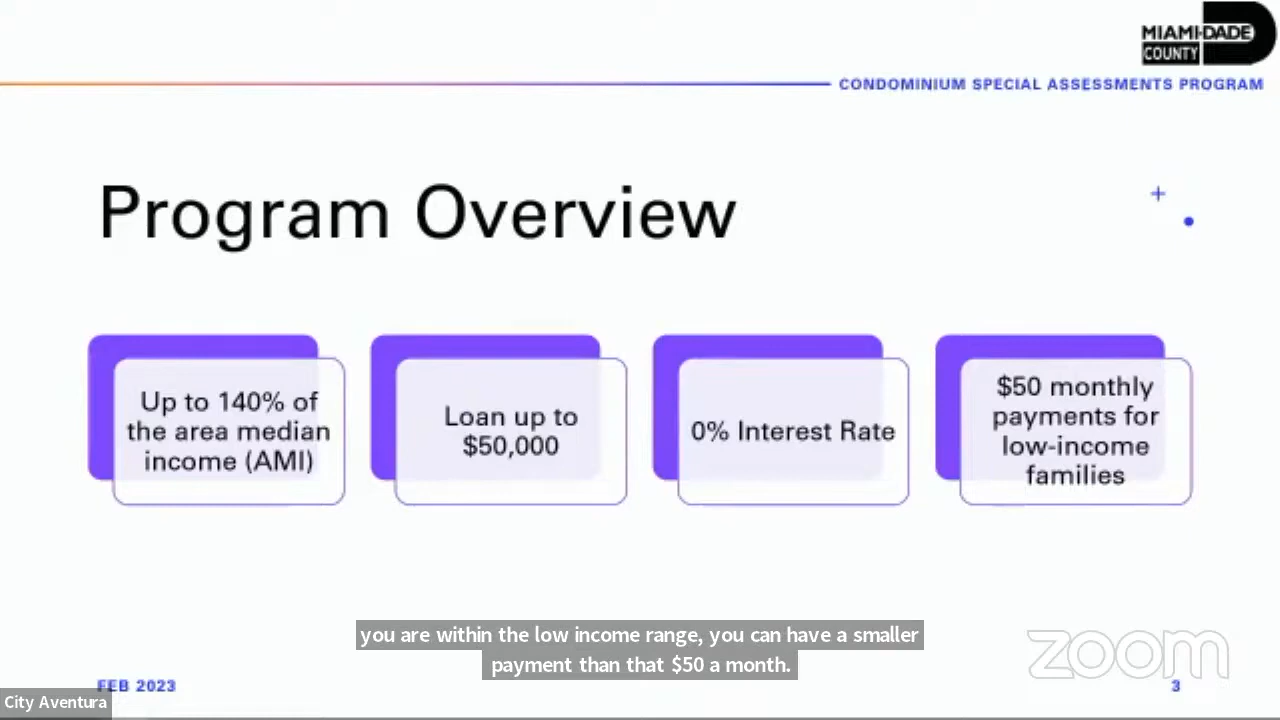 MIAMI-DADE
COUNTY
CONDOMINIUM SPECIAL ASSESSMENTS PROGRAM
Program Overview
Up to 140% of
the area median
income (AMI)
Loan up to
$50,000
0% Interest Rate
$50 monthly
payments for
low-income
families
you are within the low income range, you can have a smaller
payment than that $50 a month.
zoom
FEB 2023
3
City Aventura